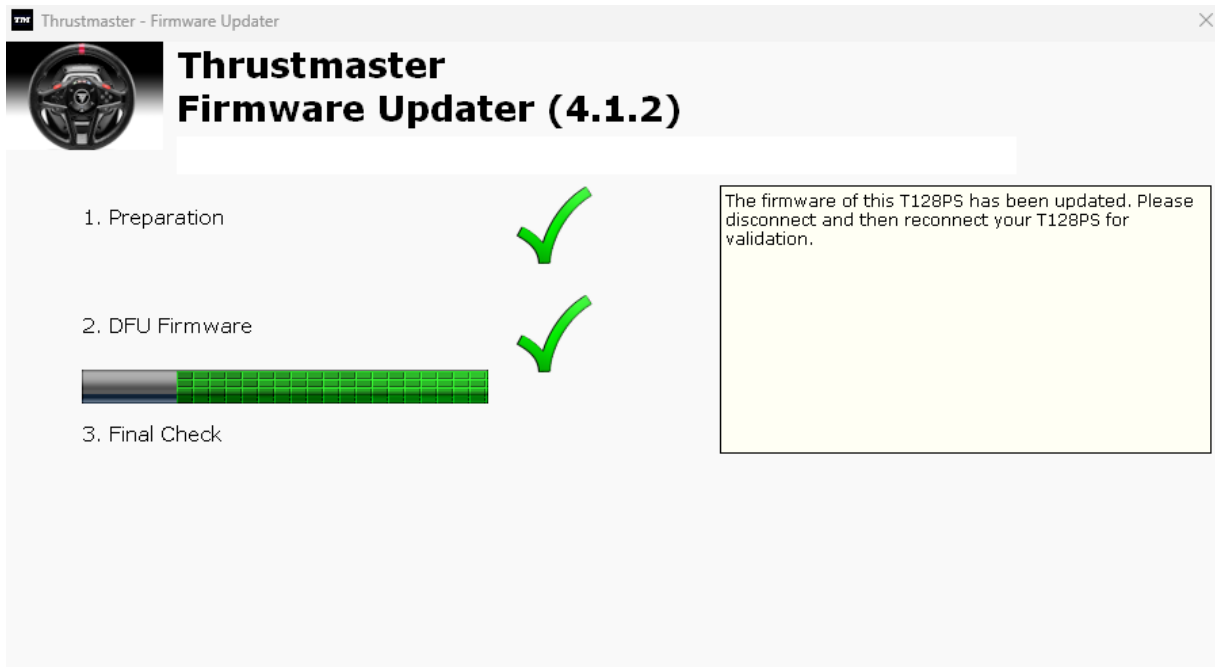 TM Thrustmaster - Firmware Updater
Thrustmaster
Firmware Updater (4.1.2)
1. Preparation
2. DFU Firmware
3. Final Check
The firmware of this T128PS has been updated. Please
disconnect and then reconnect your T128PS for
validation.